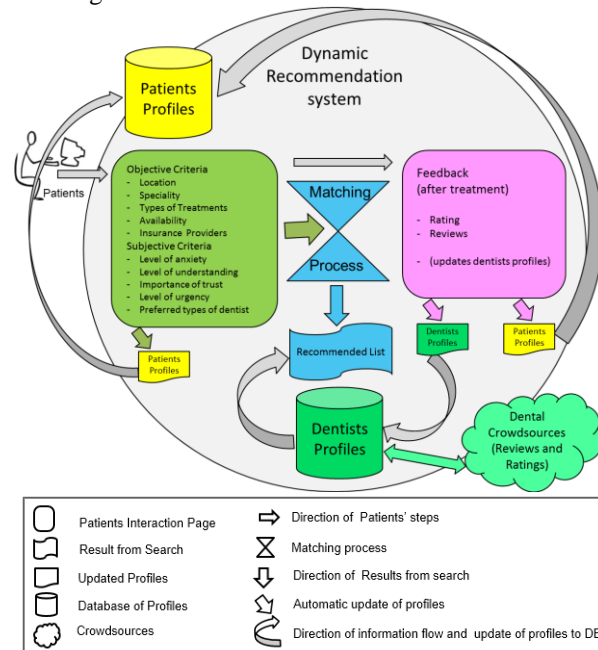 Dynamic
Recommendation
system
Patients
Profiles
Patients
Objective Criteria
- Location
- Speciality
- Types of Treatments
- Availability
- Insurance Providers
Subjective Criteria
- Level of anxiety
- Level of understanding
- Importance of trust
- Level of urgency
- Preferred types of dentist
Matching
Process
Feedback
(after treatment)
- Rating
- Reviews
- (updates dentists profiles)
Patients
Profiles
Recommended List
Dentists
Profiles
Patients
Profiles
Dentists
Profiles
Dental
Crowdsources
(Reviews and
Ratings)
Patients Interaction Page
Direction of Patients' steps
Result from Search
Matching process
Updated Profiles
Direction of Results from search
Database of Profiles
Automatic update of profiles
Crowdsources
Direction of information flow and update of profiles to DB